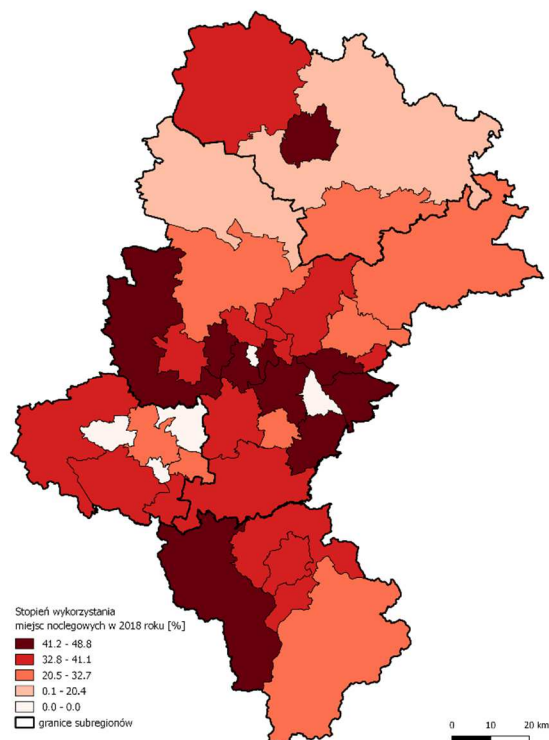 Stopień wykorzystania
miejsc noclegowych w 2018 roku [%]
41.2 - 48.8
32.8 - 41.1
20.5 - 32.7
0.1 - 20.4
0.0 - 0.0
granice subregionów
0 10 20 km